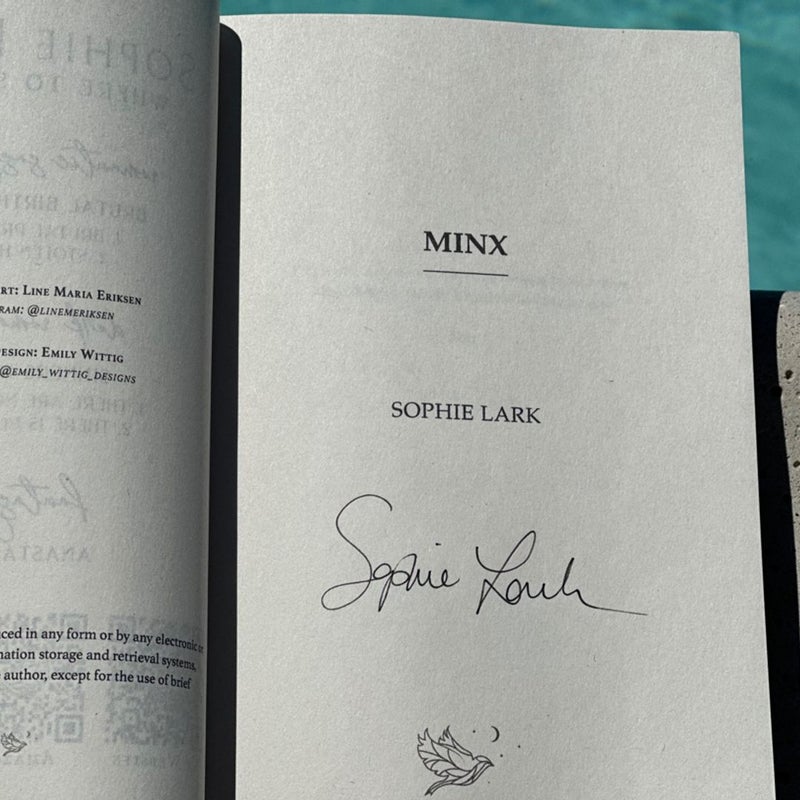 RT: LINE MARIA ERIKSEN
RAM: @LINEMERIKSEN
ESIGN: EMILY WITTIG
@EMILY_WITTIG_DESIGNS
ced in any form or by any electronic or
mation storage and retrieval systems,
author, except for the use of brief
MINX
SOPHIE LARK
Sophie Lark